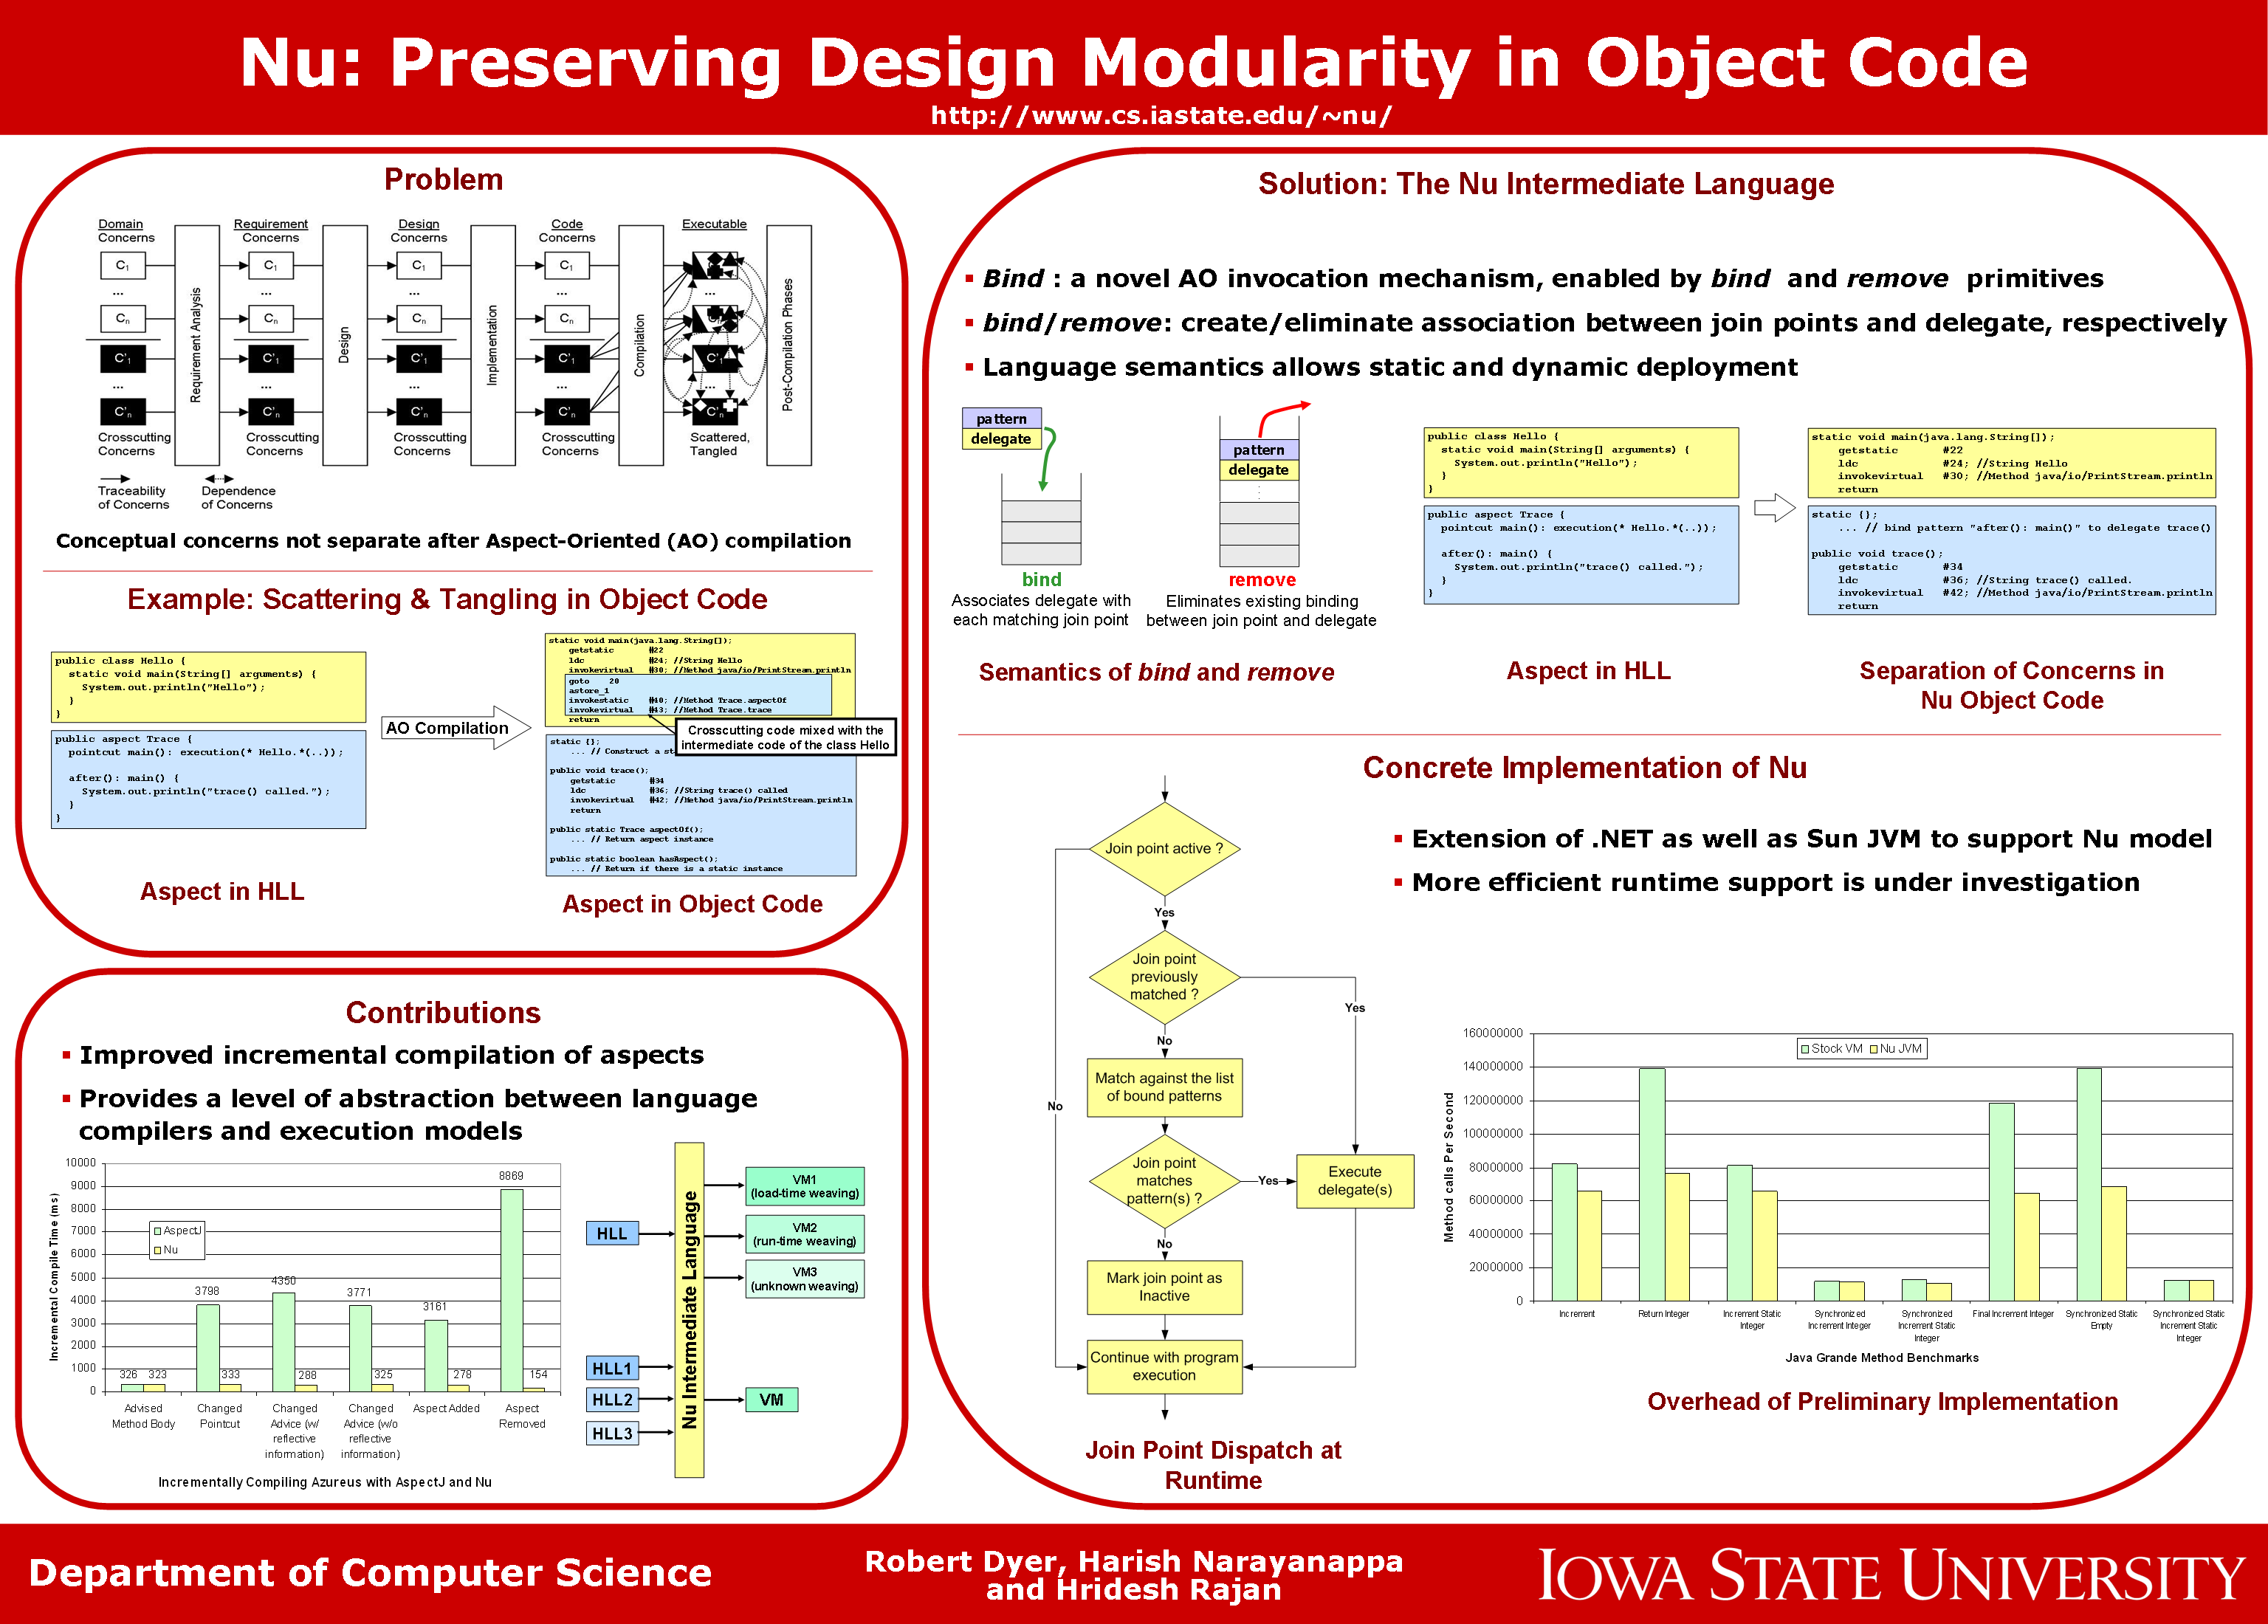 Nu: Preserving Design Modularity in Object Code
http://www.cs.iastate.edu/~nu/
Problem
Domain
Concerns
Requirement
Concerns
Design
Concerns
Code
Concerns
Executable
C1
C1
C1
C1
...
...
...
...
...
Cn
Cn
Cn
Cn
C'1
C'1
C'1
C'1
C'1
...
...
...
...
...
C'n
C'n
C'n
C'n
C'n
Requirement Analysis
Design
Implementation
Compilation
Post-Compilation Phases
Crosscutting
Concerns
Crosscutting
Concerns
Crosscutting
Concerns
Crosscutting
Concerns
Scattered,
Tangled
Traceability
of Concerns
Dependence
of Concerns
Conceptual concerns not separate after Aspect-Oriented (AO) compilation
Example: Scattering & Tangling in Object Code
public class Hello {
static void main(String[] arguments) {
System.out.println("Hello");
}
}
public aspect Trace {
pointcut main(): execution(* Hello.*(..));
after(): main() {
System.out.println("trace() called.");
}
}
AO Compilation
static void main(java.lang.String[]);
getstatic #22
ldc #24; //String Hello
invokevirtual #30; //Method java/io/PrintStream.println
goto 20
astore_1
invokestatic #40; //Method Trace.aspectOf
invokevirtual #43; //Method Trace.trace
return
Crosscutting code mixed with the
intermediate code of the class Hello
static {};
... // Construct a st
public void trace();
getstatic #34
ldc #36; //String trace() called
invokevirtual #42; //Method java/io/PrintStream.println
return
public static Trace aspectOf();
... // Return aspect instance
public static boolean hasAspect();
... // Return if there is a static instance
Aspect in HLL
Aspect in Object Code
Contributions
▪ Improved incremental compilation of aspects
▪ Provides a level of abstraction between language
compilers and execution models
Incremental Compile Time (ms)
10000
9000
8000
7000
6000
5000
4000
3000
2000
1000
0
AspectJ
Nu
326 323
3798
333
4350
288
3771
325
3161
278
8869
154
Advised
Method Body
Changed
Pointcut
Changed
Advice (w/
reflective
information)
Changed
Advice (w/o
reflective
information)
Aspect Added
Aspect
Removed
Incrementally Compiling Azureus with AspectJ and Nu
HLL
HLL1
HLL2
HLL3
Nu Intermediate Language
VM1
(load-time weaving)
VM2
(run-time weaving)
VM3
(unknown weaving)
VM
Solution: The Nu Intermediate Language
▪ Bind : a novel AO invocation mechanism, enabled by bind and remove primitives
▪ bind/remove: create/eliminate association between join points and delegate, respectively
▪ Language semantics allows static and dynamic deployment
pattern
delegate
bind
Associates delegate with
each matching join point
pattern
delegate
remove
Eliminates existing binding
between join point and delegate
Semantics of bind and remove
public class Hello {
static void main(String[] arguments) {
System.out.println("Hello");
}
}
public aspect Trace {
pointcut main(): execution(* Hello.*(..));
after(): main() {
System.out.println("trace() called.");
}
}
Aspect in HLL
static void main(java.lang.String[]);
getstatic #22
ldc #24; //String Hello
invokevirtual #30; //Method java/io/PrintStream.println
return
static {};
... // bind pattern "after(): main()" to delegate trace()
public void trace();
getstatic #34
ldc #36; //String trace() called.
invokevirtual #42; //Method java/io/PrintStream.println
return
Separation of Concerns in
Nu Object Code
Concrete Implementation of Nu
▪ Extension of .NET as well as Sun JVM to support Nu model
▪ More efficient runtime support is under investigation
Join point active ?
Yes
No
Join point
previously
matched ?
Yes
No
Match against the list
of bound patterns
Join point
matches
pattern(s) ?
Yes
Execute
delegate(s)
No
Mark join point as
Inactive
Continue with program
execution
Join Point Dispatch at
Runtime
Method calls Per Second
160000000
140000000
120000000
100000000
80000000
60000000
40000000
20000000
0
Stock VM Nu JVM
Increment
Return Integer
Increment Static
Integer
Synchronized
Increment Integer
Synchronized
Increment Static
Integer
Final Increment Integer
Synchronized Static
Empty
Synchronized Static
Increment Static
Integer
Java Grande Method Benchmarks
Overhead of Preliminary Implementation
Department of Computer Science
Robert Dyer, Harish Narayanappa
and Hridesh Rajan
IOWA STATE UNIVERSITY